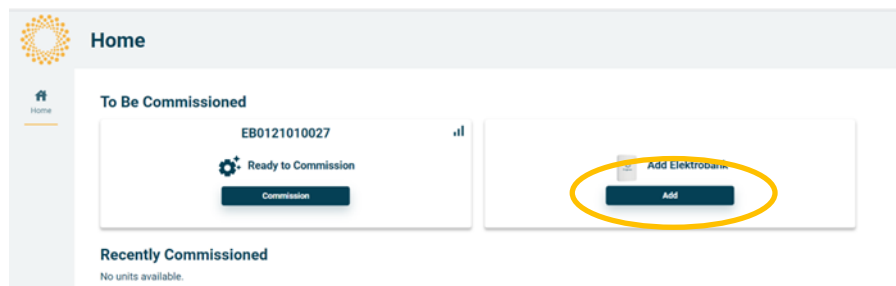 Home
Home
To Be Commissioned
EB0121010027
Ready to Commission
Commission
Add Elektrobank
Add
Recently Commissioned
No units available.